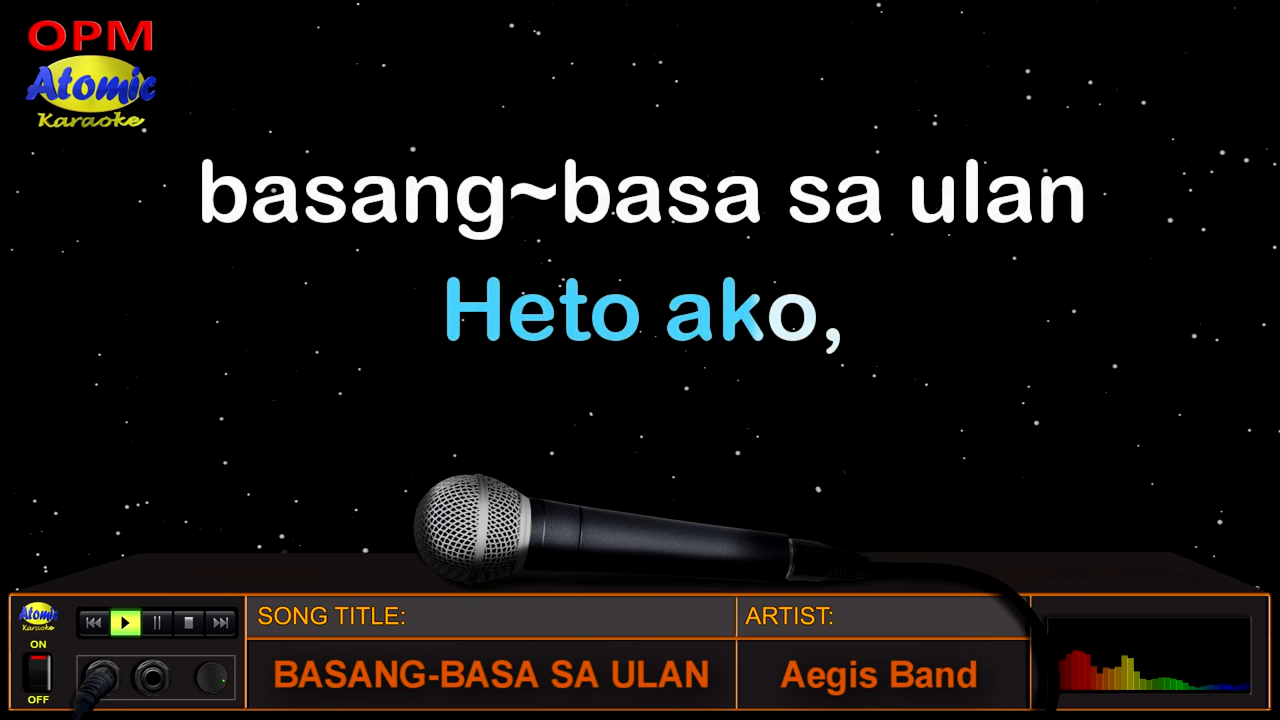 OPM
Atomic
Karaoke
basang~basa sa ulan
Heto ako,
Atomic
Karaoke
ON
OFF
SONG TITLE:
ARTIST:
BASANG-BASA SA ULAN
Aegis Band